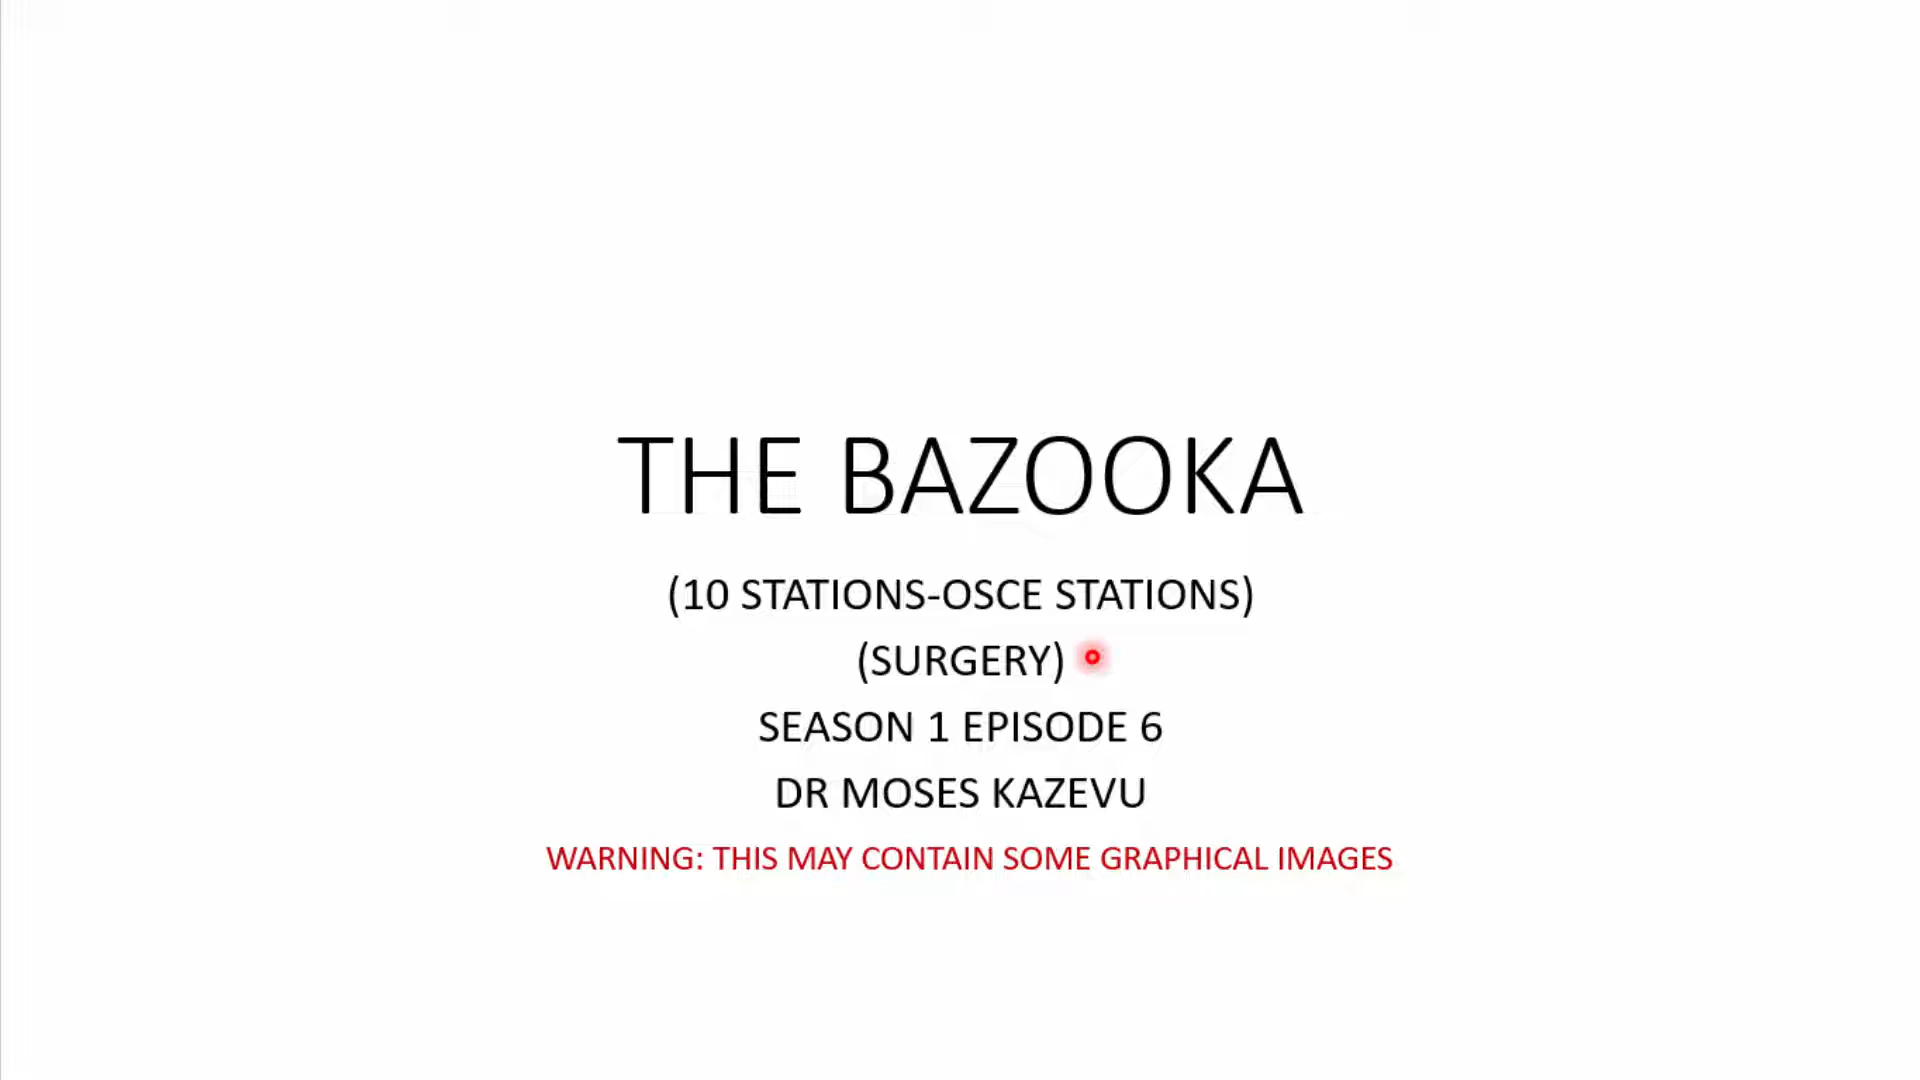 THE BAZOOKA
(10 STATIONS-OSCE STATIONS)
(SURGERY)
SEASON 1 EPISODE 6
DR MOSES KAZEVU
WARNING: THIS MAY CONTAIN SOME GRAPHICAL IMAGES